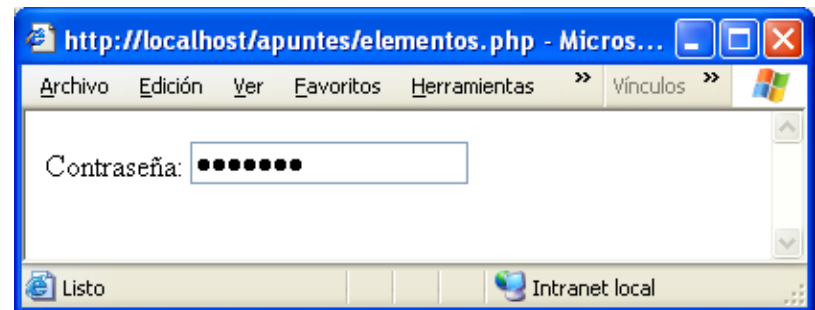 http://localhost/apuntes/elementos.php - Micros...
Archivo Edición Ver Favoritos Herramientas » Vínculos »
Contraseña: •••••••
Listo Intranet local